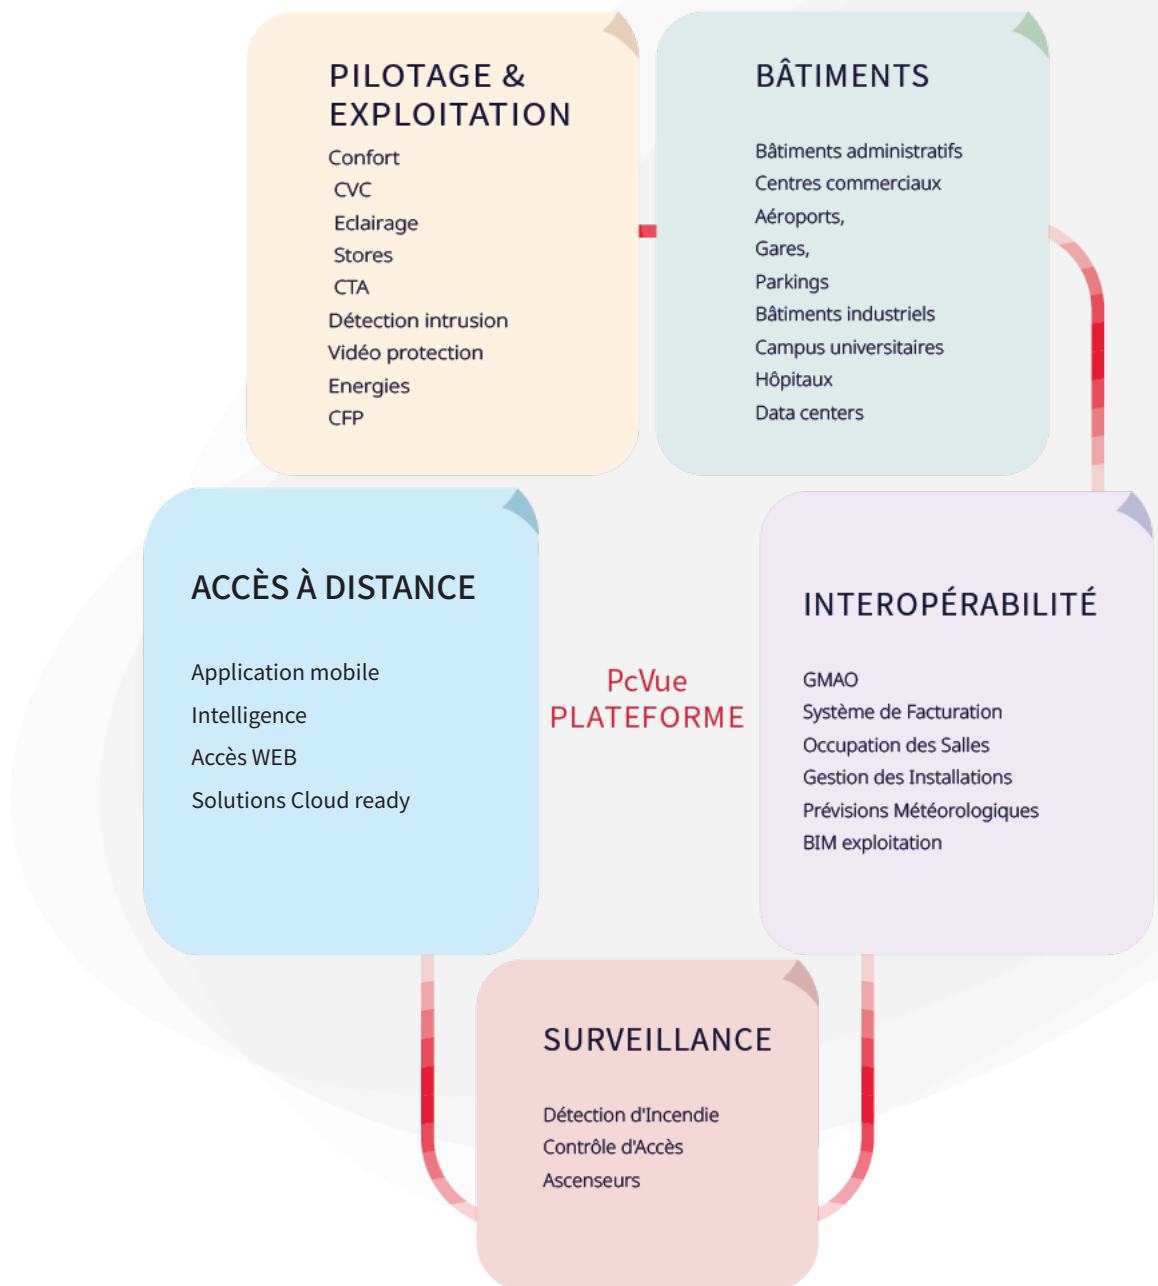 PILOTAGE &
EXPLOITATION
Confort
CVC
Eclairage
Stores
CTA
Détection intrusion
Vidéo protection
Energies
CFP
BÂTIMENTS
Bâtiments administratifs
Centres commerciaux
Aéroports,
Gares,
Parkings
Bâtiments industriels
Campus universitaires
Hôpitaux
Data centers
ACCÈS À DISTANCE
Application mobile
Intelligence
Accès WEB
Solutions Cloud ready
PcVue
PLATEFORME
INTEROPÉRABILITÉ
GMAO
Système de Facturation
Occupation des Salles
Gestion des Installations
Prévisions Météorologiques
BIM exploitation
SURVEILLANCE
Détection d'Incendie
Contrôle d'Accès
Ascenseurs